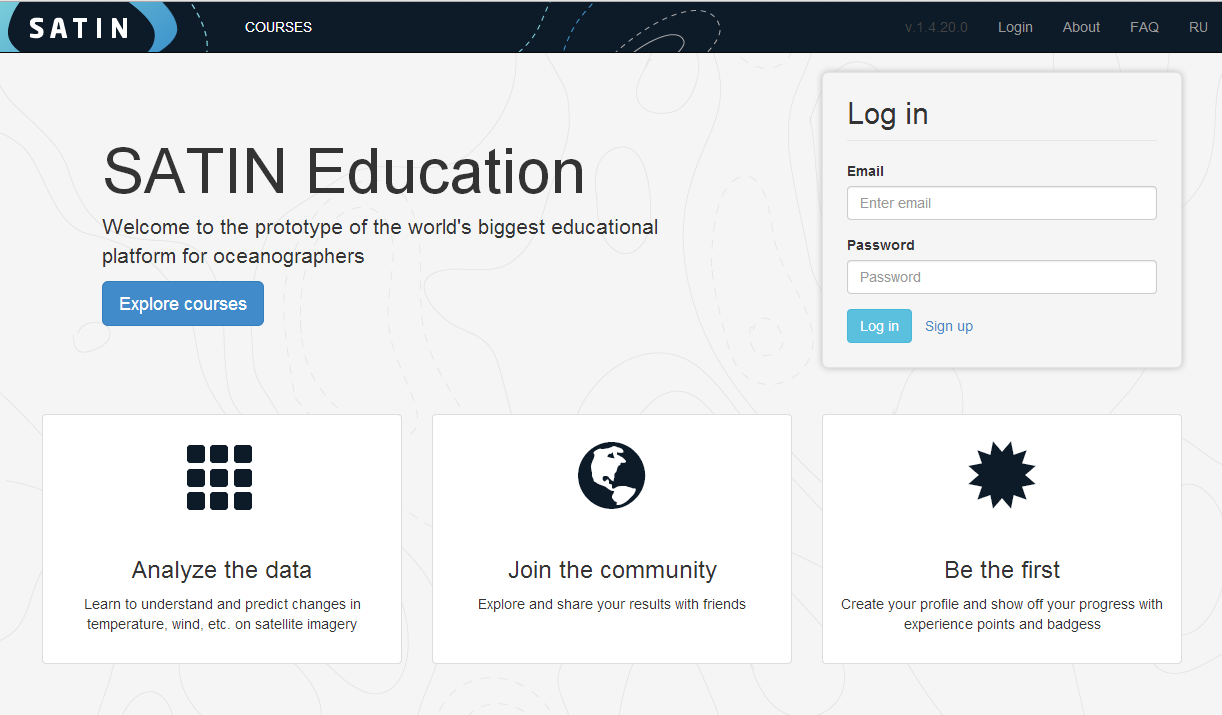 SATIN
COURSES
v.1.4.20.0
Login
About
FAQ
RU
SATIN Education
Welcome to the prototype of the world's biggest educational
platform for oceanographers
Explore courses
Log in
Email
Enter email
Password
Password
Log in
Sign up
Analyze the data
Learn to understand and predict changes in
temperature, wind, etc. on satellite imagery
Join the community
Explore and share your results with friends
Be the first
Create your profile and show off your progress with
experience points and badgess